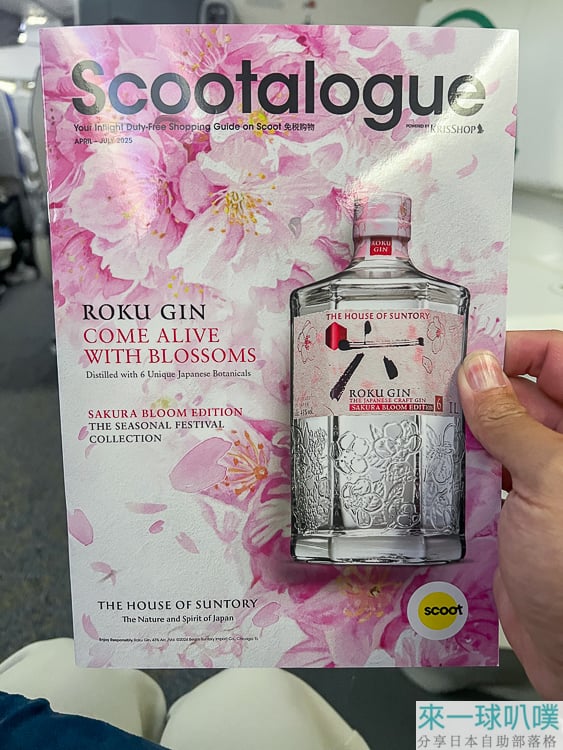 Scootalogue
Your Inflight Duty-Free Shopping Guide on Scoot 免税购物
POWERED BY KRISSHOP
APRIL - JULY 2025
ROKU GIN
COME ALIVE
WITH BLOSSOMS
Distilled with 6 Unique Japanese Botanicals
SAKURA BLOOM EDITION
THE SEASONAL FESTIVAL
COLLECTION
ROKU
GIN
THE HOUSE OF SUNTORY
六
ROKU GIN
THE JAPANESE CRAFT GIN
SAKURA BLOOM EDITION 6
1L
THE HOUSE OF SUNTORY
The Nature and Spirit of Japan
scoot
來一球叭噗
分享日本自助部落格